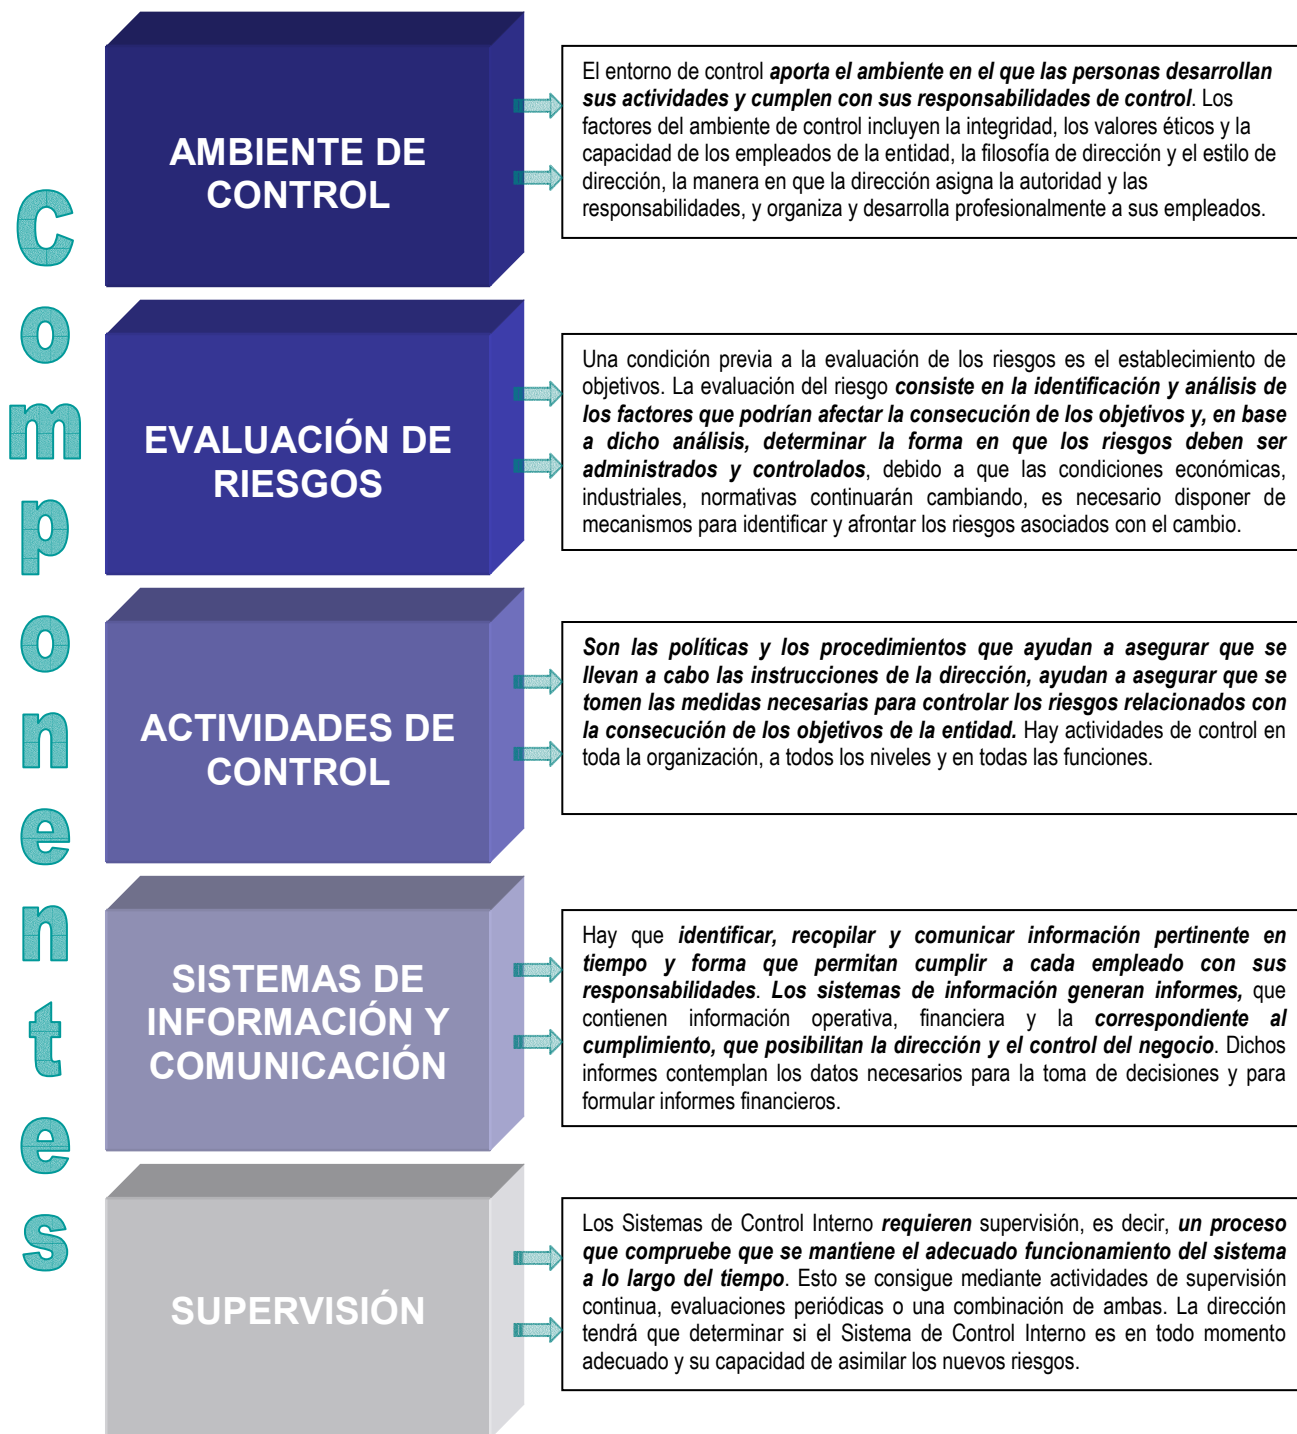 Componentes
AMBIENTE DE
CONTROL
El entorno de control aporta el ambiente en el que las personas desarrollan
sus actividades y cumplen con sus responsabilidades de control. Los
factores del ambiente de control incluyen la integridad, los valores éticos y la
capacidad de los empleados de la entidad, la filosofía de dirección y el estilo de
dirección, la manera en que la dirección asigna la autoridad y las
responsabilidades, y organiza y desarrolla profesionalmente a sus empleados.
EVALUACIÓN DE
RIESGOS
Una condición previa a la evaluación de los riesgos es el establecimiento de
objetivos. La evaluación del riesgo consiste en la identificación y análisis de
los factores que podrían afectar la consecución de los objetivos y, en base
a dicho análisis, determinar la forma en que los riesgos deben ser
administrados y controlados, debido a que las condiciones económicas,
industriales, normativas continuarán cambiando, es necesario disponer de
mecanismos para identificar y afrontar los riesgos asociados con el cambio.
ACTIVIDADES DE
CONTROL
Son las políticas y los procedimientos que ayudan a asegurar que se
llevan a cabo las instrucciones de la dirección, ayudan a asegurar que se
tomen las medidas necesarias para controlar los riesgos relacionados con
la consecución de los objetivos de la entidad. Hay actividades de control en
toda la organización, a todos los niveles y en todas las funciones.
SISTEMAS DE
INFORMACIÓN Y
COMUNICACIÓN
Hay que identificar, recopilar y comunicar información pertinente en
tiempo y forma que permitan cumplir a cada empleado con sus
responsabilidades. Los sistemas de información generan informes, que
contienen información operativa, financiera y la correspondiente al
cumplimiento, que posibilitan la dirección y el control del negocio. Dichos
informes contemplan los datos necesarios para la toma de decisiones y para
formular informes financieros.
SUPERVISIÓN
Los Sistemas de Control Interno requieren supervisión, es decir, un proceso
que compruebe que se mantiene el adecuado funcionamiento del sistema
a lo largo del tiempo. Esto se consigue mediante actividades de supervisión
continua, evaluaciones periódicas o una combinación de ambas. La dirección
tendrá que determinar si el Sistema de Control Interno es en todo momento
adecuado y su capacidad de asimilar los nuevos riesgos.